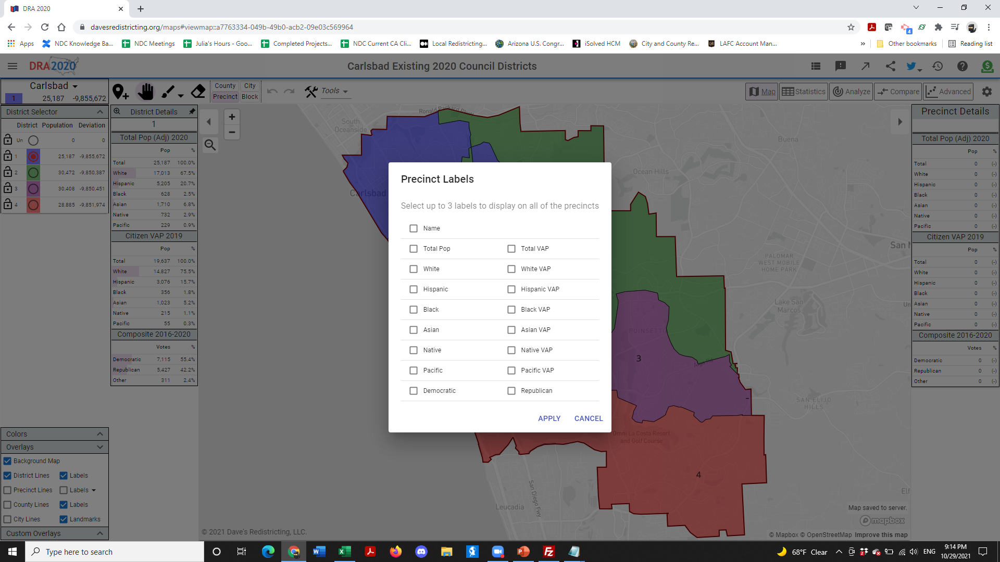 DRA 2020
davesredistricting.org/maps#viewmap::a7763334-049b-49b0-acb2-09e03c569964
4
Apps
NDC Knowledge Ba...
NDC Meetings
Julia's Hours - Goo...
Completed Projects...
NDC Current CA Cli...
Local Redistricting...
Arizona U.S. Congr...
iSolved HCM
City and County Re...
LAFC Account Man...
»
Other bookmarks
Reading list
DRA2020
Carlsbad Existing 2020 Council Districts
Carlsbad
1 25,187 -9,855,672
County City
Precinct Block
Tools
Map
Statistics
Analyze
Compare
Advanced
District Selector
District Population Deviation
Un 0 0
1 25,187 -9,855,672
2 30,472 -9,850,387
3 30,408 -9,850,451
4 28,885 -9,851,974
District Details
1
Total Pop (Adj) 2020
Pop %
Total 25,187 100.0%
White 17,013 67.5%
Hispanic 5,205 20.7%
Black 628 2.5%
Asian 1,710 6.8%
Native 732 2.9%
Pacific 229 0.9%
Citizen VAP 2019
Pop %
Total 19,637 100.0%
White 14,827 75.5%
Hispanic 3,076 15.7%
Black 356 1.8%
Asian 1,023 5.2%
Native 215 1.1%
Pacific 55 0.3%
Composite 2016-2020
Votes %
Democratic 7,115 55.4%
Republican 5,427 42.2%
Other 311 2.4%
Ronald Packard Pkwy
South
Oceanside
Carlsbad
Buena
Ocean Hills
PALOMAR
WEST MOBILE
HOME PARK
San M
Lake San
Marcos
Un
POINSETTI
3
Alga Rd
SAN ELIJO
HILLS
Omni La Costa Resort
and Golf Course
4
San Diego Fwy
Leucadia
Elf
Precinct Labels
Select up to 3 labels to display on all of the precincts
Name
Total Pop Total VAP
White White VAP
Hispanic Hispanic VAP
Black Black VAP
Asian Asian VAP
Native Native VAP
Pacific Pacific VAP
Democratic Republican
APPLY CANCEL
Precinct Details
Total Pop (Adj) 2020
Pop %
Total 0 (-)
White 0 (-)
Hispanic 0 (-)
Black 0 (-)
Asian 0 (-)
Native 0 (-)
Pacific 0 (-)
Citizen VAP 2019
Pop %
Total 0 (-)
White 0 (-)
Hispanic 0 (-)
Black 0 (-)
Asian 0 (-)
Native 0 (-)
Pacific 0 (-)
Composite 2016-2020
Votes %
Democratic 0 (-)
Republican 0 (-)
Other 0 (-)
Colors
Overlays
Background Map
District Lines Labels
Precinct Lines Labels
County Lines Labels
City Lines Landmarks
Custom Overlays
© 2021 Dave's Redistricting, LLC.
Map saved to server.
mapbox
© Mapbox © OpenStreetMap Improve this map
Type here to search
68°F Clear
ENG
9:14 PM
10/29/2021